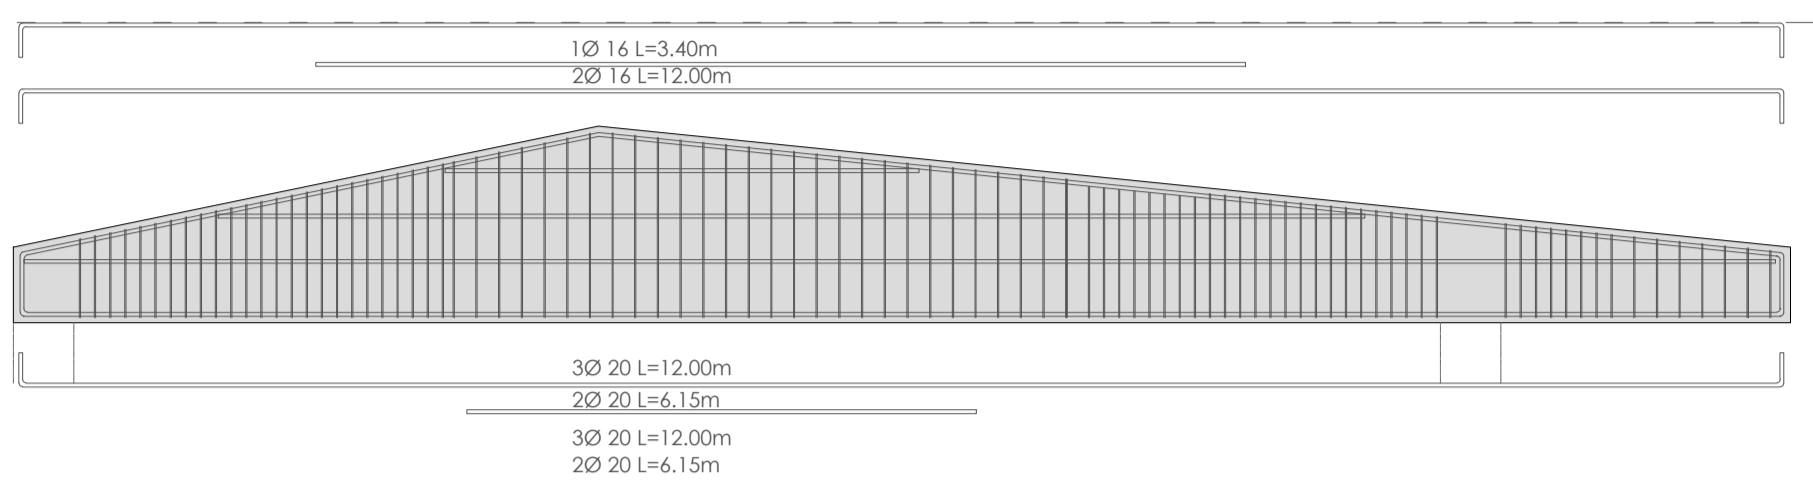 1Ø 16 L=3.40m
2Ø 16 L=12.00m
3Ø 20 L=12.00m
2Ø 20 L=6.15m
3Ø 20 L=12.00m
2Ø 20 L=6.15m